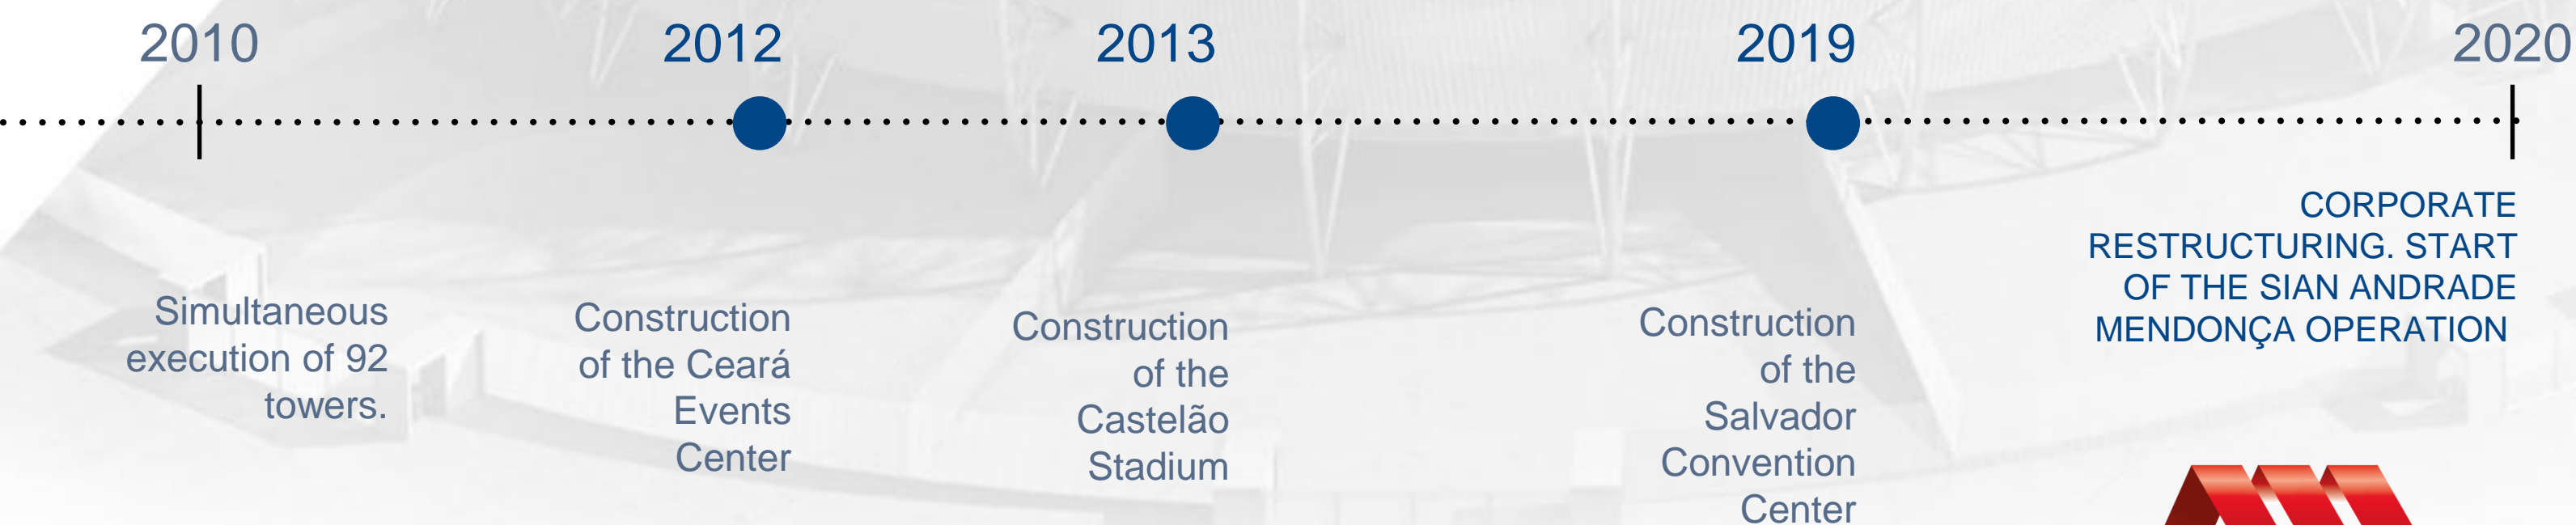 2010
Simultaneous
execution of 92
towers.
2012
Construction
of the Ceará
Events
Center
2013
Construction
of the
Castelão
Stadium
2019
Construction
of the
Salvador
Convention
Center
2020
CORPORATE
RESTRUCTURING. START
OF THE SIAN ANDRADE
MENDONÇA OPERATION